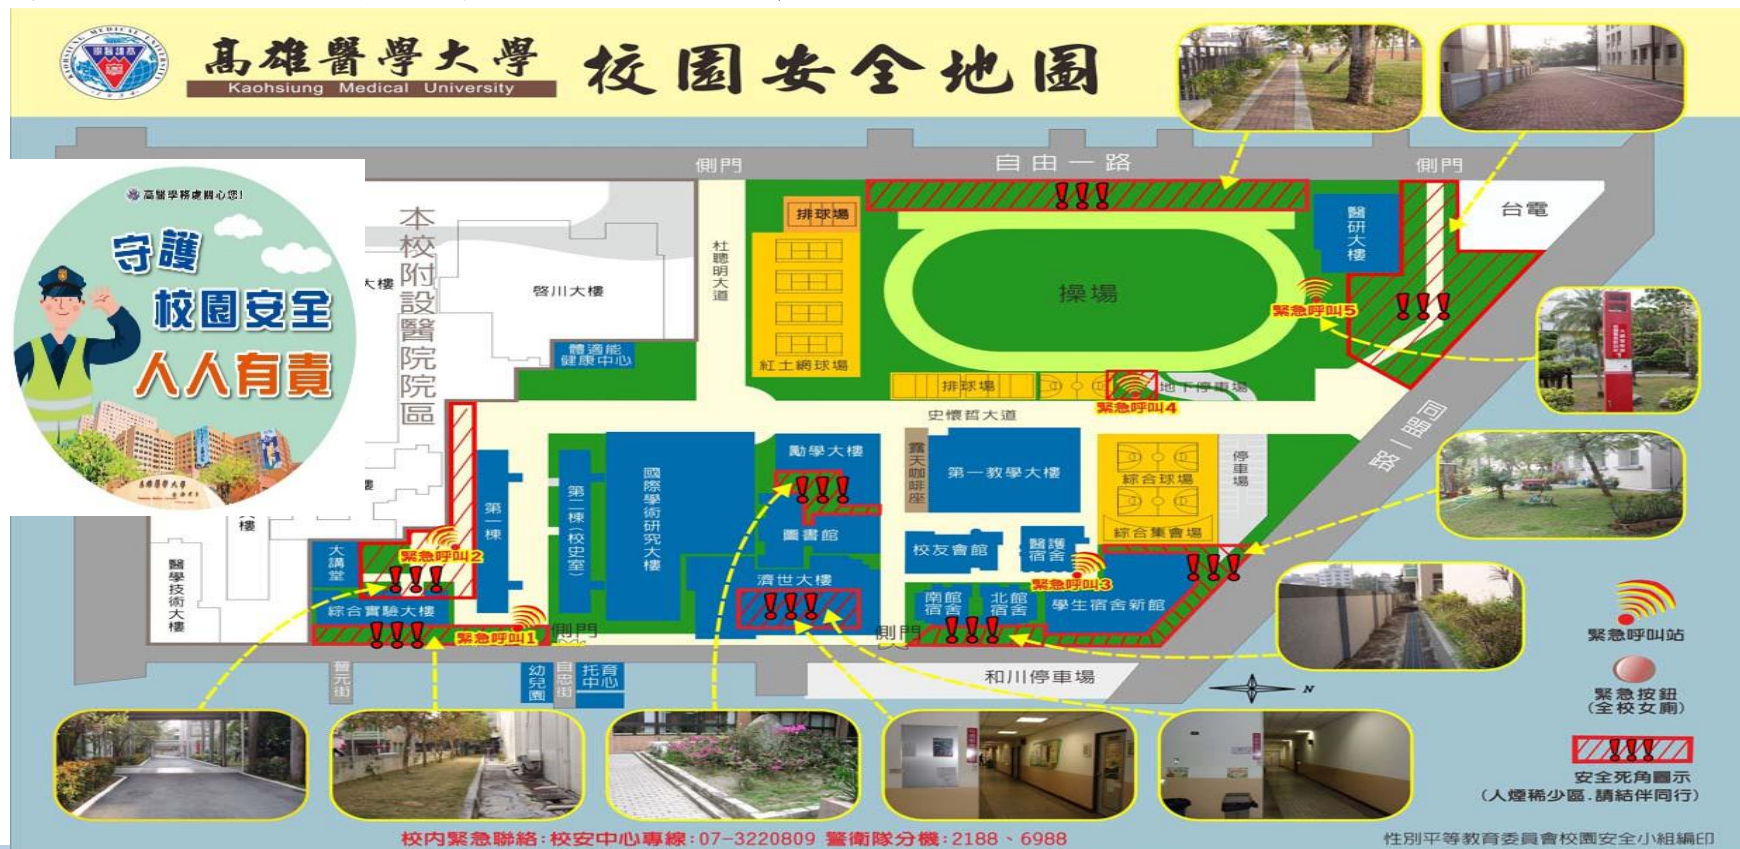 高雄醫學大學
Kaohsiung Medical University
校園安全地圖
高醫學務處關心您!
守護
校園安全
人人有責
側門
自由一路
側門
本校附設醫院院區
大樓
啓川大樓
杜聰明大道
排球場
紅土網球場
操場
醫研大樓
台電
緊急呼叫5
體適能
健康中心
排球場
地下停車場
緊急呼叫4
史懷哲大道
同盟一路
第一棟
第二棟(校史室)
國際學術研究大樓
勵學大樓
圖書館
濟世大樓
露天咖啡座
第一教學大樓
綜合球場
停車場
綜合集會場
校友會館
醫護
宿舍
緊急呼叫3
南館
宿舍
北館
宿舍
學生宿舍新館
樓
大樓
醫學技術大樓
大講堂
緊急呼叫2
綜合實驗大樓
緊急呼叫1
側門
側門
和川停車場
醫元街
幼兒園
自忠街
托育
中心
N
緊急呼叫站
緊急按鈕
(全校女廁)
安全死角圖示
(人煙稀少區.請結伴同行)
校內緊急聯絡:校安中心專線:07-3220809 警衛隊分機:2188、6988
性別平等教育委員會校園安全小組編印